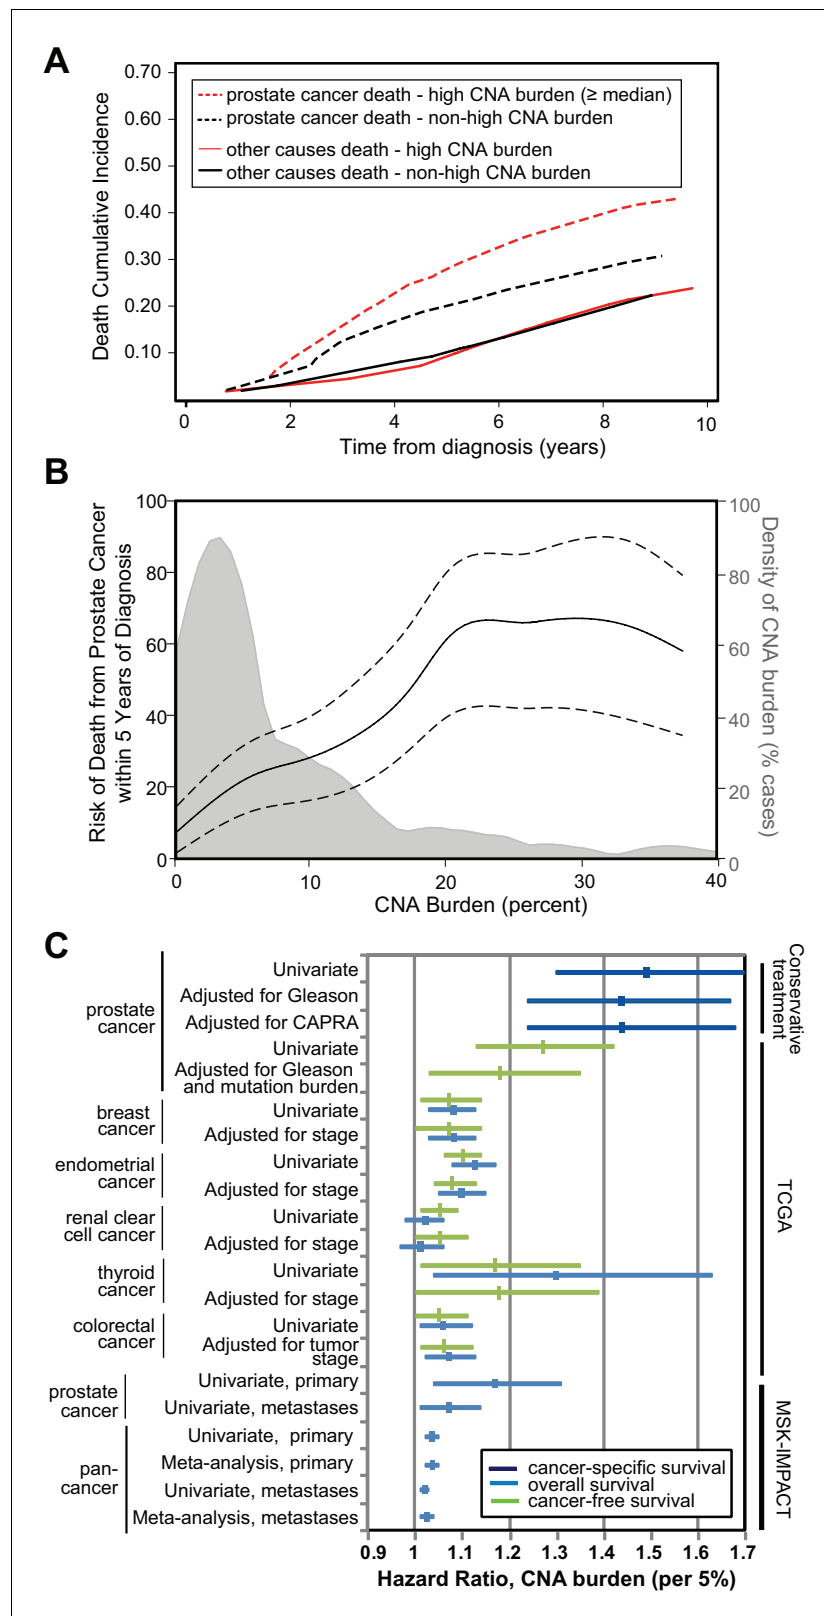 A
Death Cumulative Incidence
0.70
0.60
0.50
0.40
0.30
0.20
0.10
prostate cancer death - high CNA burden (≥ median)
prostate cancer death - non-high CNA burden
other causes death - high CNA burden
other causes death - non-high CNA burden
0 2 4 6 8 10
Time from diagnosis (years)
B
Risk of Death from Prostate Cancer
within 5 Years of Diagnosis
100
80
60
40
20
0
100
80
60
40
20
0
Density of CNA burden (% cases)
0 10 20 30 40
CNA Burden (percent)
C
prostate
cancer
Univariate
Adjusted for Gleason
Adjusted for CAPRA
Univariate
Adjusted for Gleason
and mutation burden
breast
cancer
Univariate
Adjusted for stage
endometrial
cancer
Univariate
Adjusted for stage
renal clear
cell cancer
Univariate
Adjusted for stage
thyroid
cancer
Univariate
Adjusted for stage
colorectal
cancer
Univariate
Adjusted for tumor
stage
prostate
cancer
Univariate, primary
Univariate, metastases
pan-
cancer
Univariate, primary
Meta-analysis, primary
Univariate, metastases
Meta-analysis, metastases
Conservative
treatment
TCGA
MSK-IMPACT
cancer-specific survival
overall survival
cancer-free survival
0.9 1 1.1 1.2 1.3 1.4 1.5 1.6 1.7
Hazard Ratio, CNA burden (per 5%)